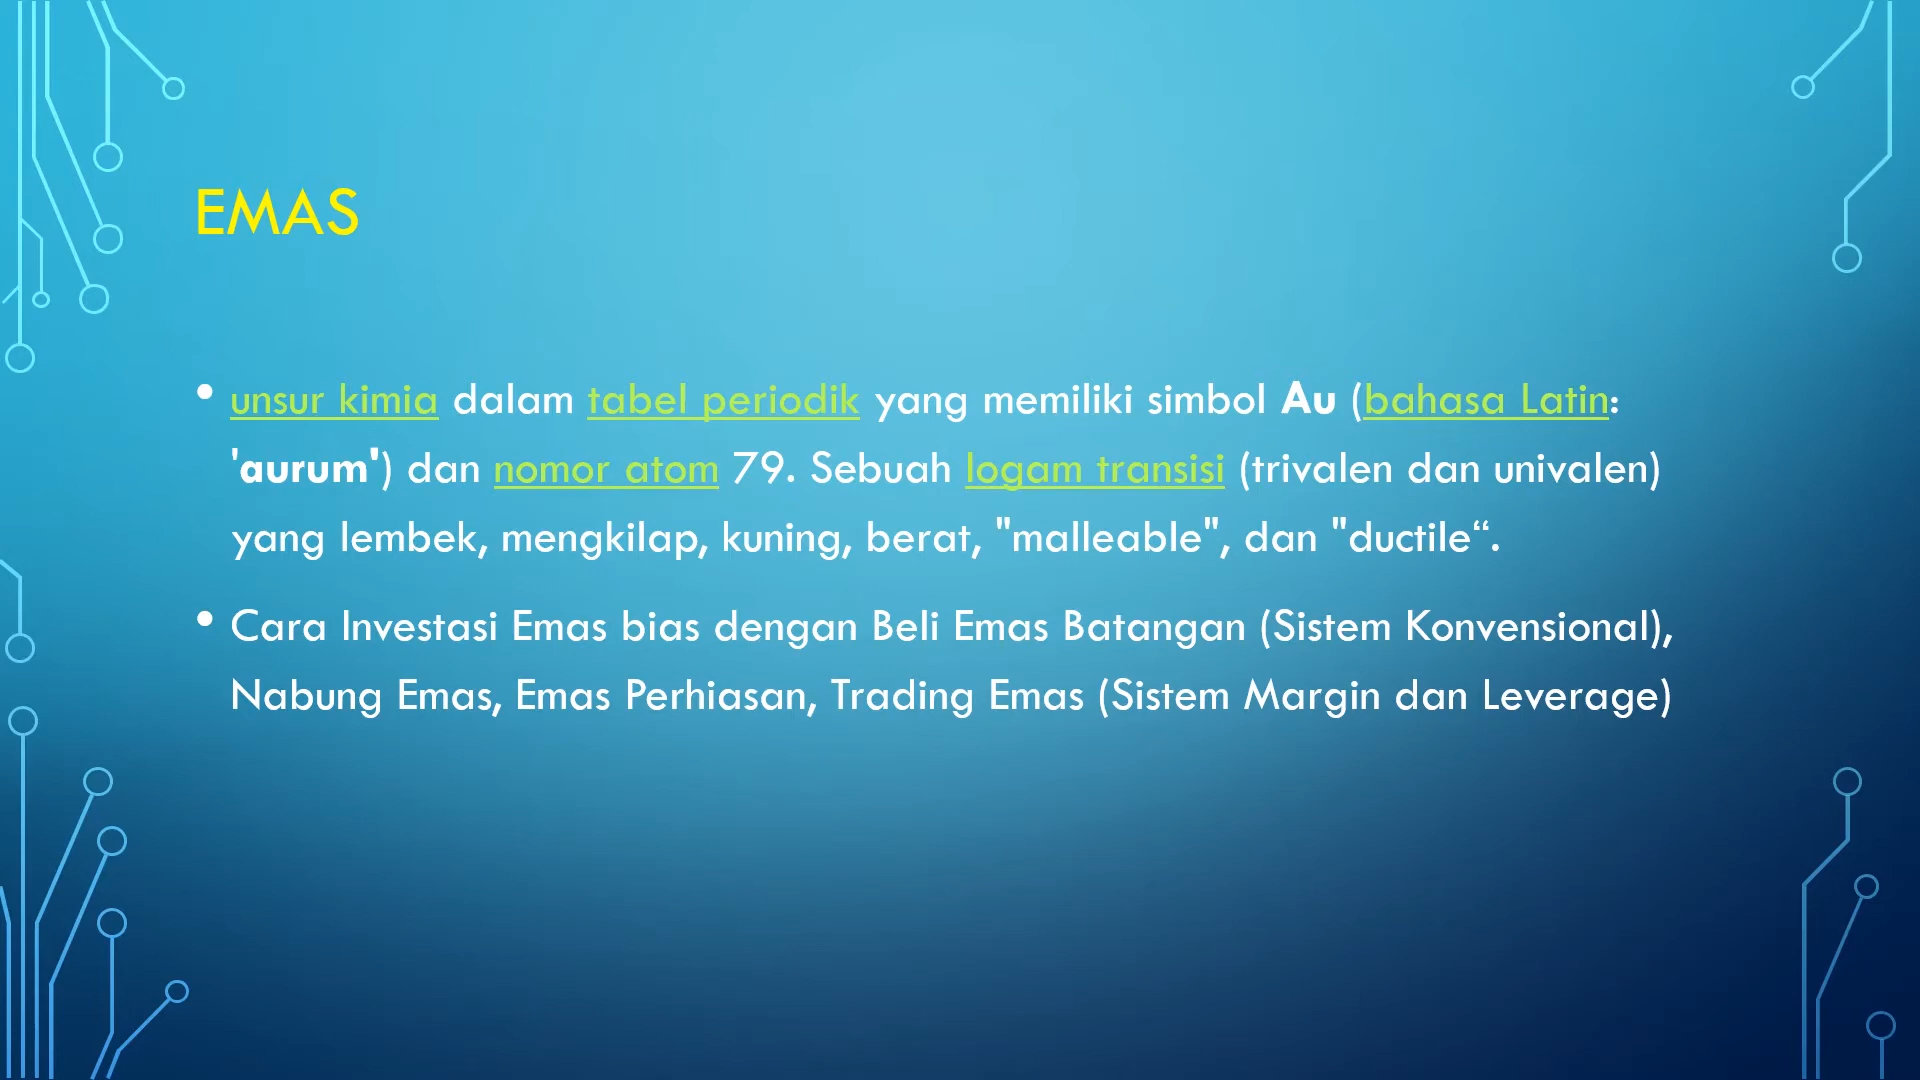 EMAS
• unsur kimia dalam tabel periodik yang memiliki simbol Au (bahasa Latin:
'aurum') dan nomor atom 79. Sebuah logam transisi (trivalen dan univalen)
yang lembek, mengkilap, kuning, berat, "malleable", dan "ductile“.
• Cara Investasi Emas bias dengan Beli Emas Batangan (Sistem Konvensional),
Nabung Emas, Emas Perhiasan, Trading Emas (Sistem Margin dan Leverage)